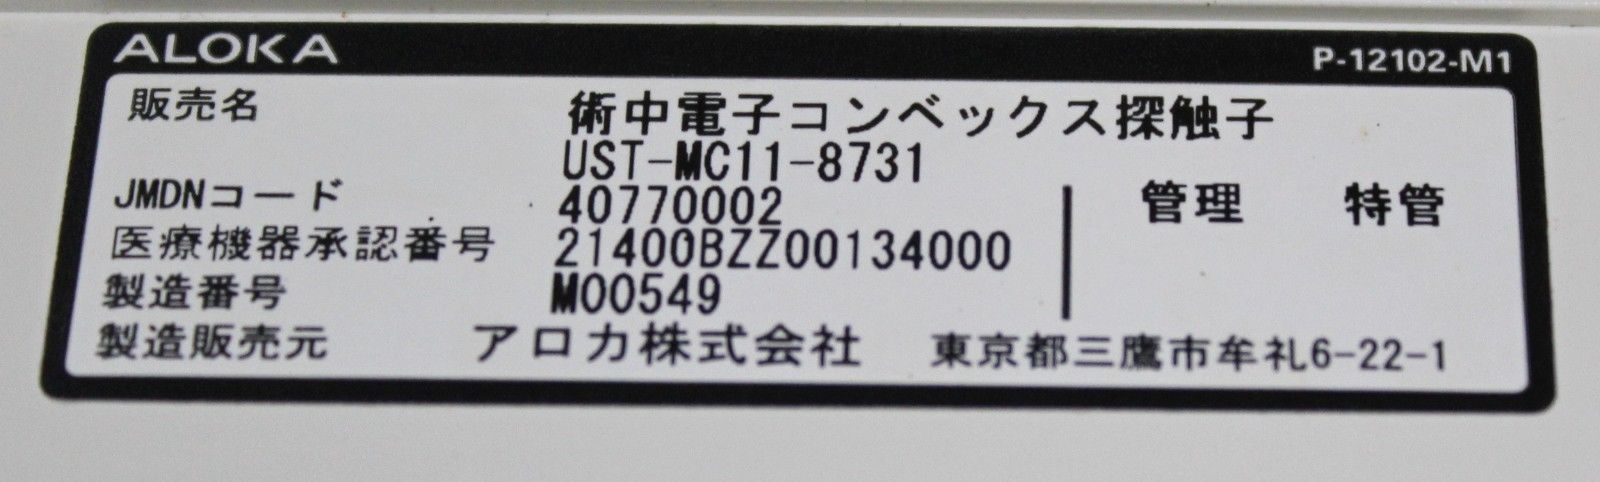 ALOKA P-12102-M1
販売名 術中電子コンベックス探触子
UST-MC11-8731
JMDNコード 40770002 管理 特管
医療機器承認番号 21400BZZ00134000
製造番号 M00549
製造販売元 アロカ株式会社 東京都三鷹市牟礼6-22-1